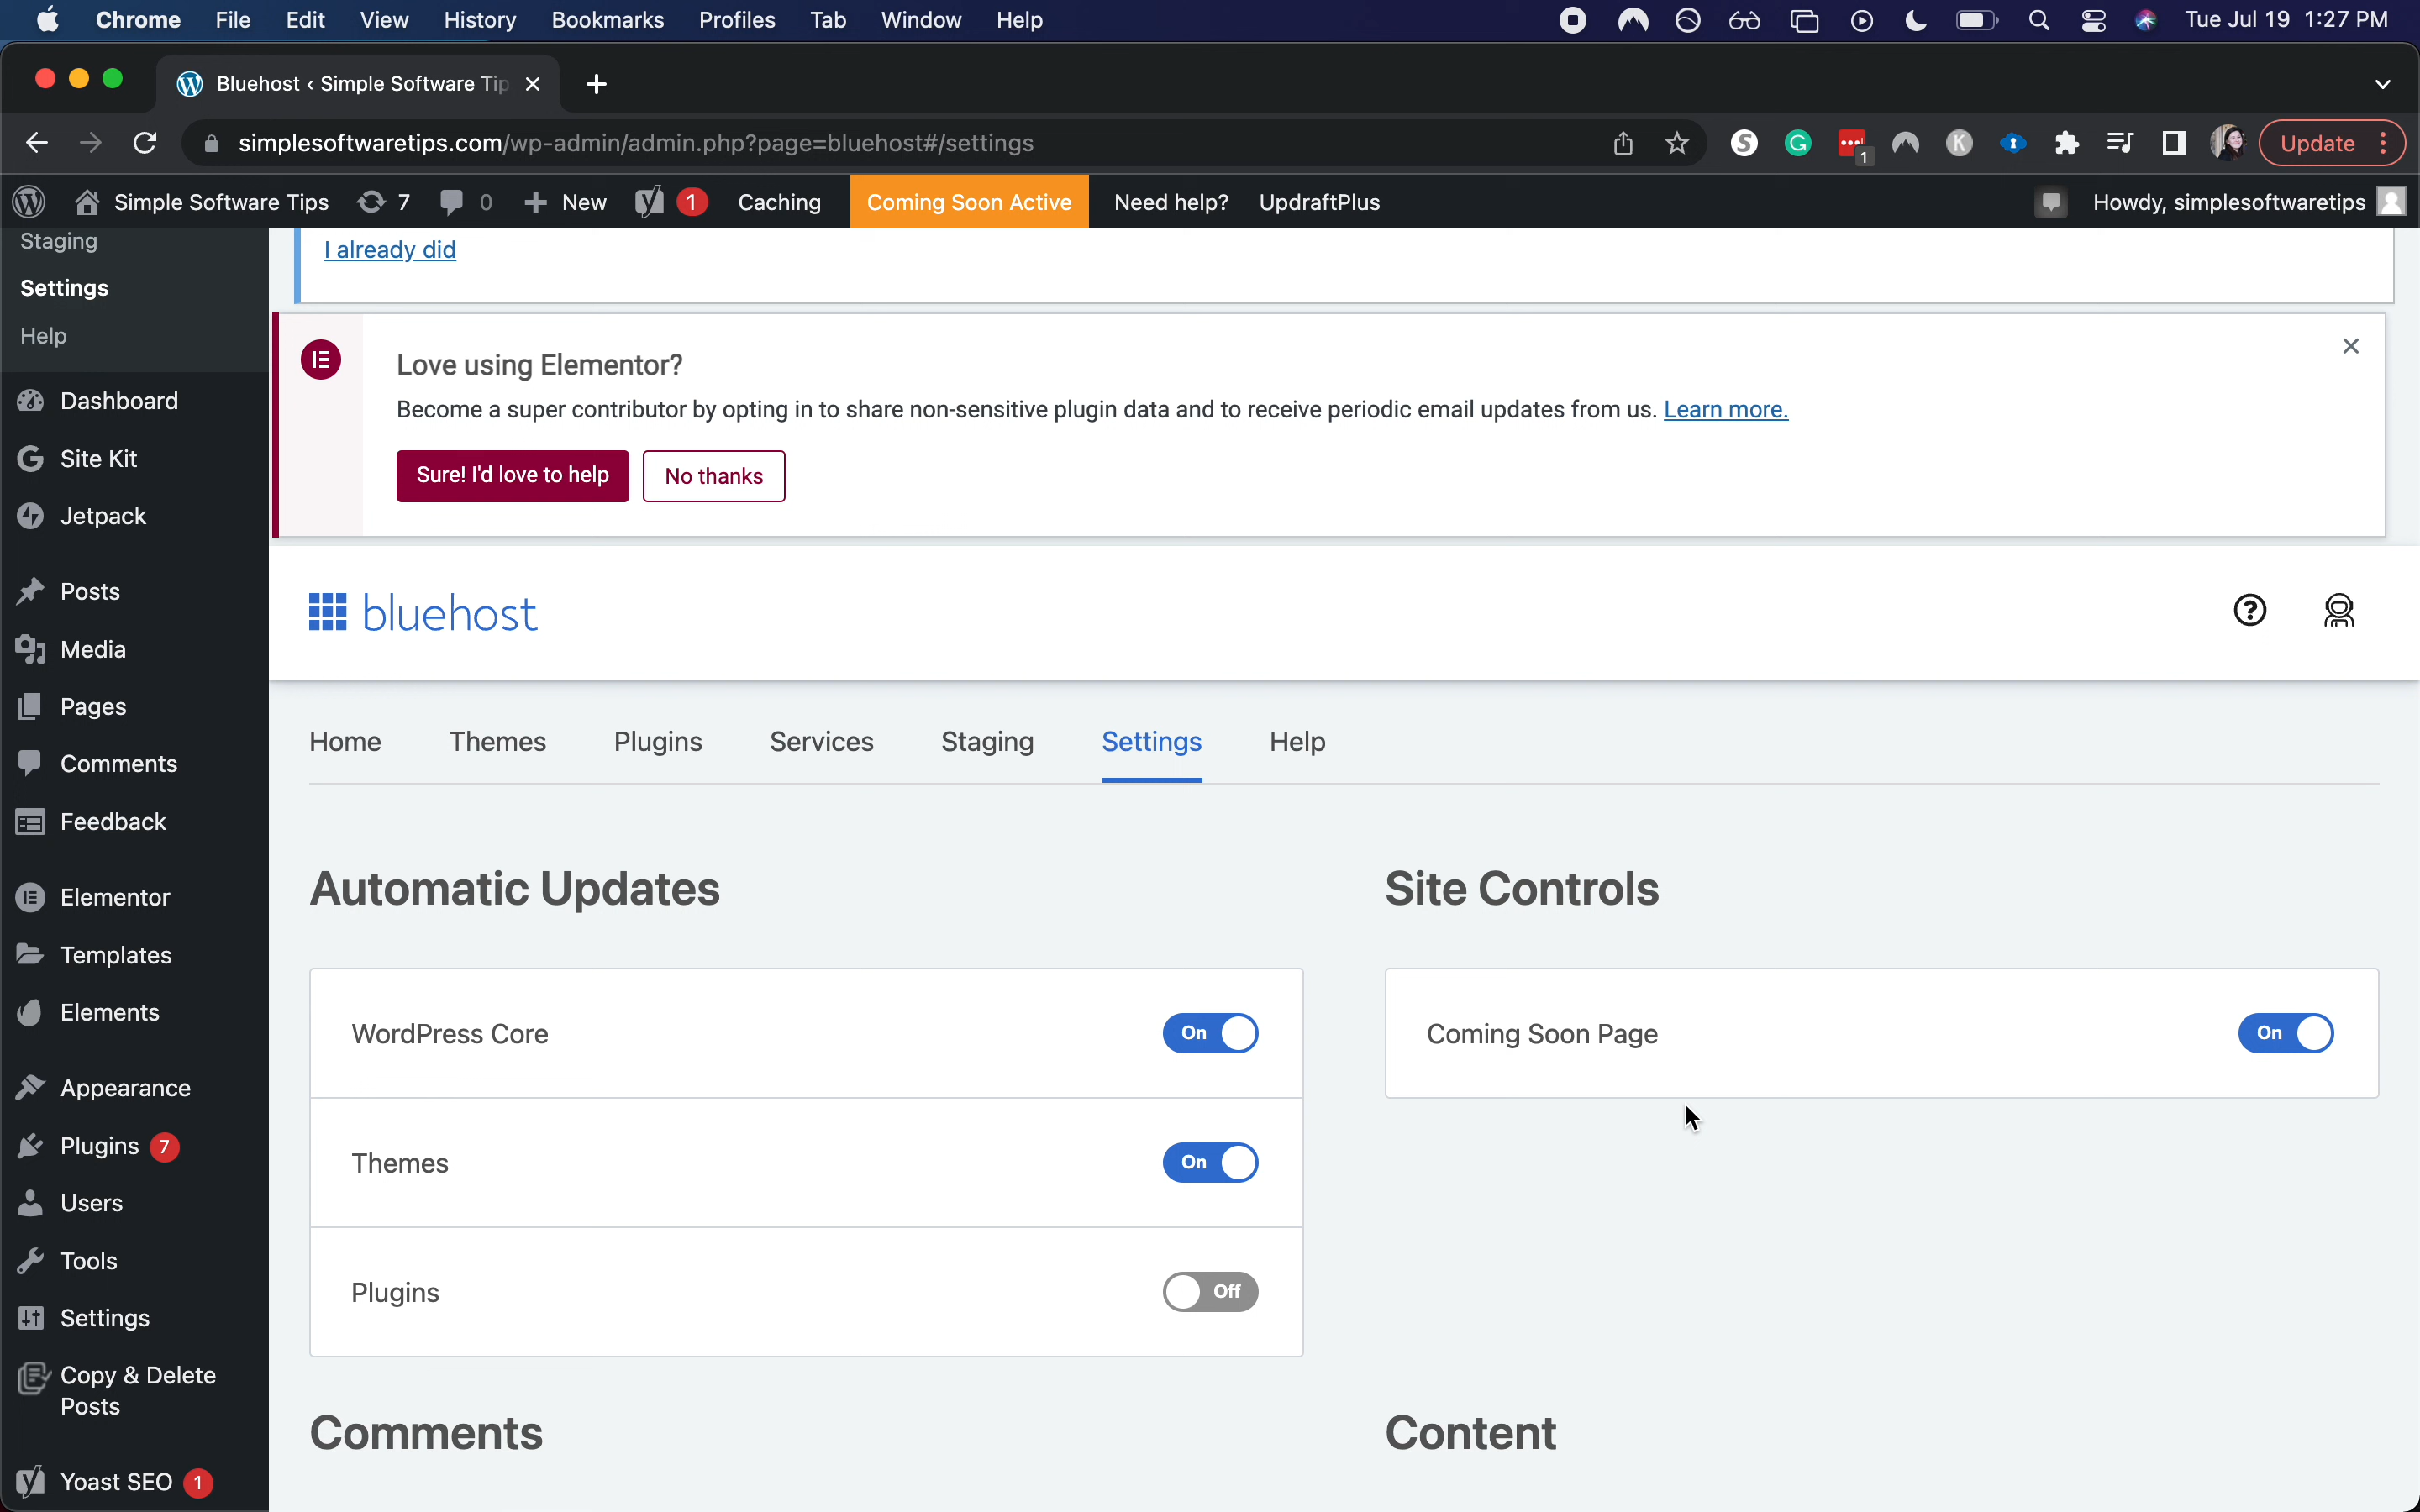 Chrome File Edit View History Bookmarks Profiles Tab Window Help Tue Jul 19 1:27 PM
Bluehost ‹ Simple Software Tip
simplesoftwaretips.com/wp-admin/admin.php?page=bluehost#/settings
1
Update
Simple Software Tips 7 0 New 1 Caching Coming Soon Active Need help? UpdraftPlus Howdy, simplesoftwaretips
Staging
Settings
Help
Dashboard
Site Kit
Jetpack
Posts
Media
Pages
Comments
Feedback
Elementor
Templates
Elements
Appearance
Plugins 7
Users
Tools
Settings
Copy & Delete
Posts
Yoast SEO 1
I already did
Love using Elementor?
Become a super contributor by opting in to share non-sensitive plugin data and to receive periodic email updates from us. Learn more.
Sure! I'd love to help No thanks
bluehost
Home Themes Plugins Services Staging Settings Help
Automatic Updates
WordPress Core On
Themes On
Plugins Off
Site Controls
Coming Soon Page On
Comments
Content